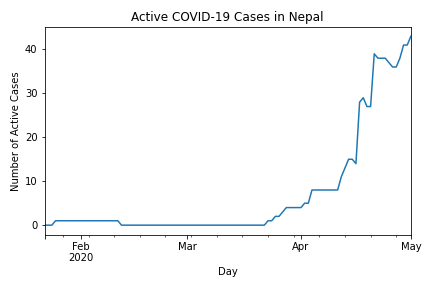 Active COVID-19 Cases in Nepal
Number of Active Cases
40
30
20
10
0
Feb
2020
Mar
Apr
May
Day